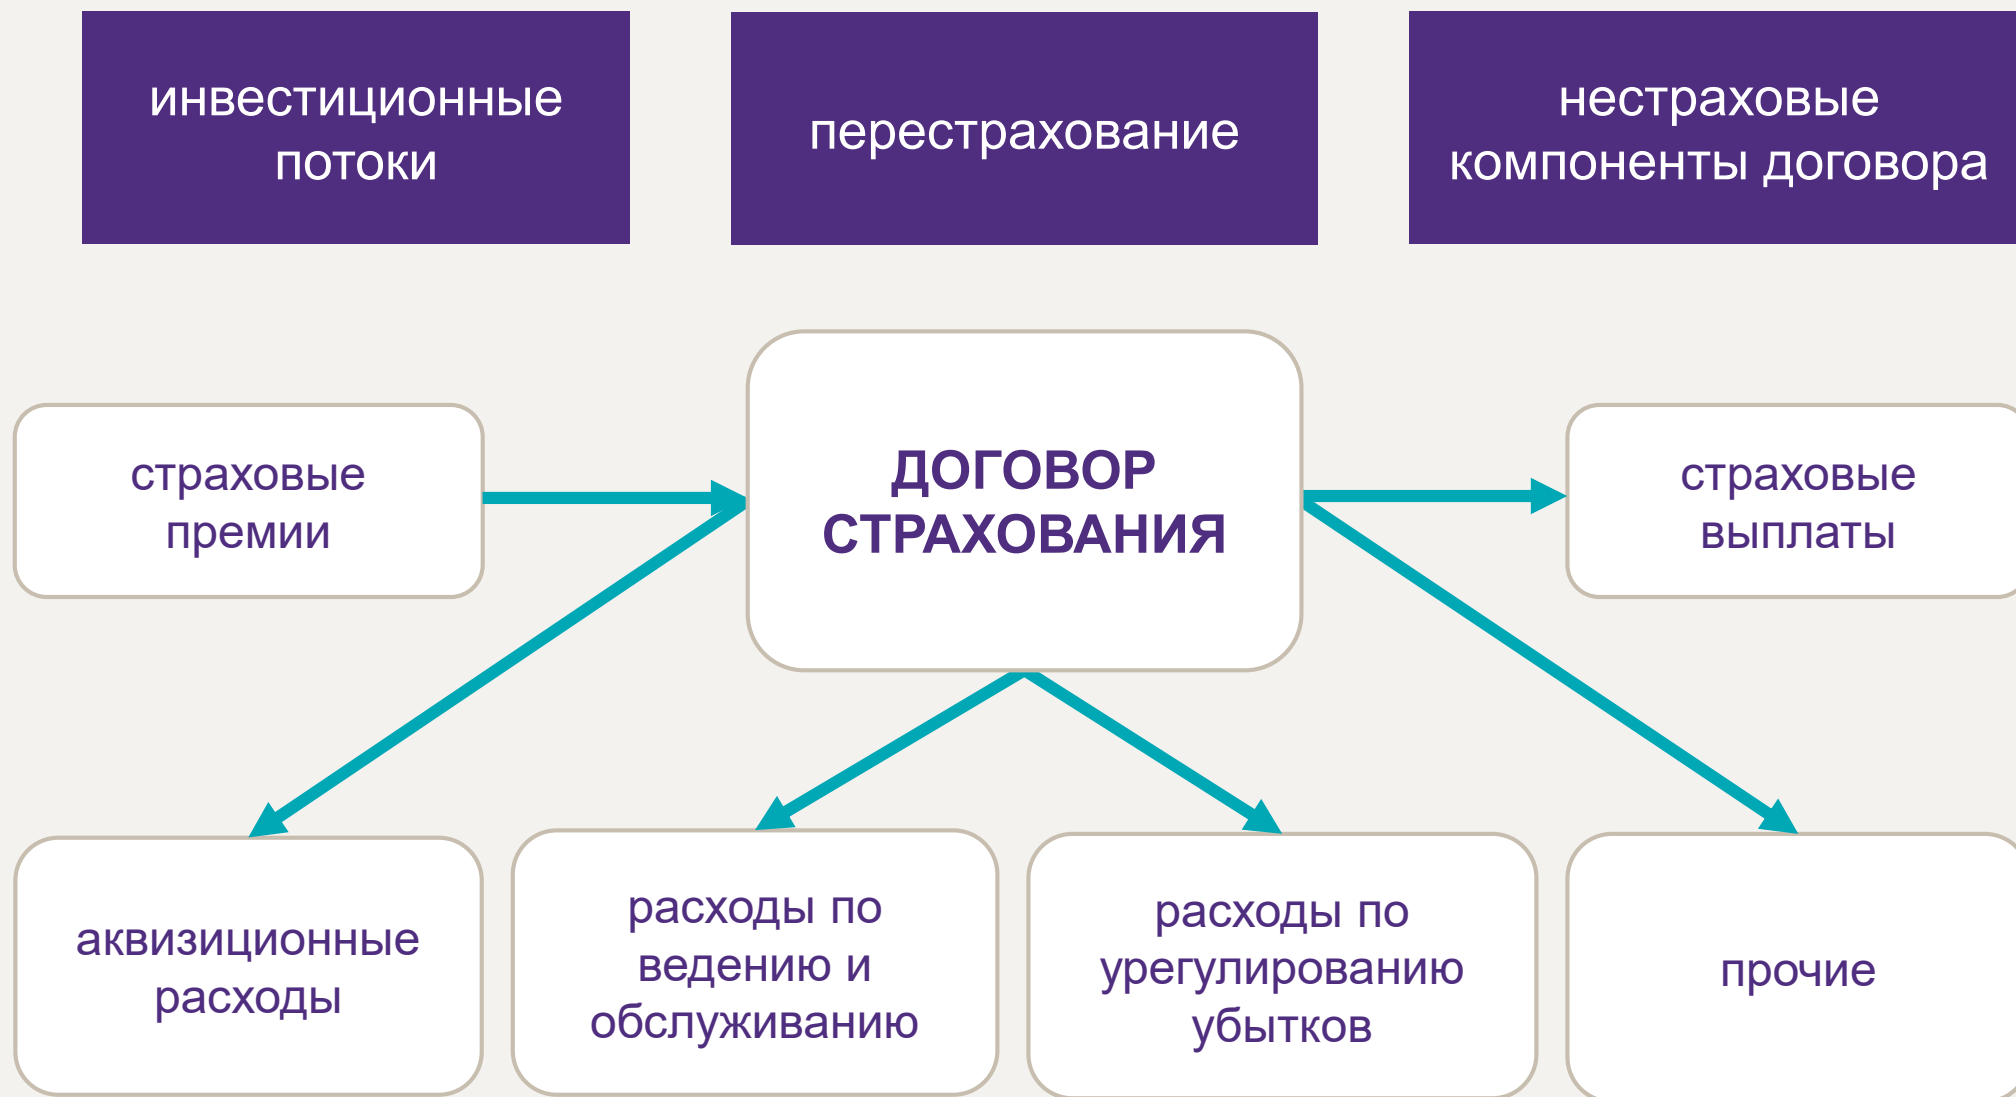 инвестиционные
потоки
перестрахование
нестраховые
компоненты договора
страховые
премии
ДОГОВОР
СТРАХОВАНИЯ
страховые
выплаты
аквизиционные
расходы
расходы по
ведению и
обслуживанию
расходы по
урегулированию
убытков
прочие